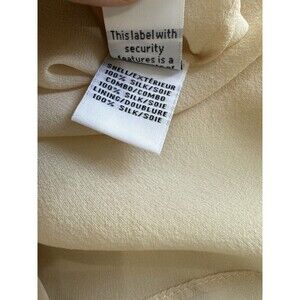 This label with
security
features is a
SHELL/EXTÉRIEUR
100% SILK/SOIE
COMBO/COMBO
100% SILK/SOIE
LINING/DOUBLURE
100% SILK/SOIE